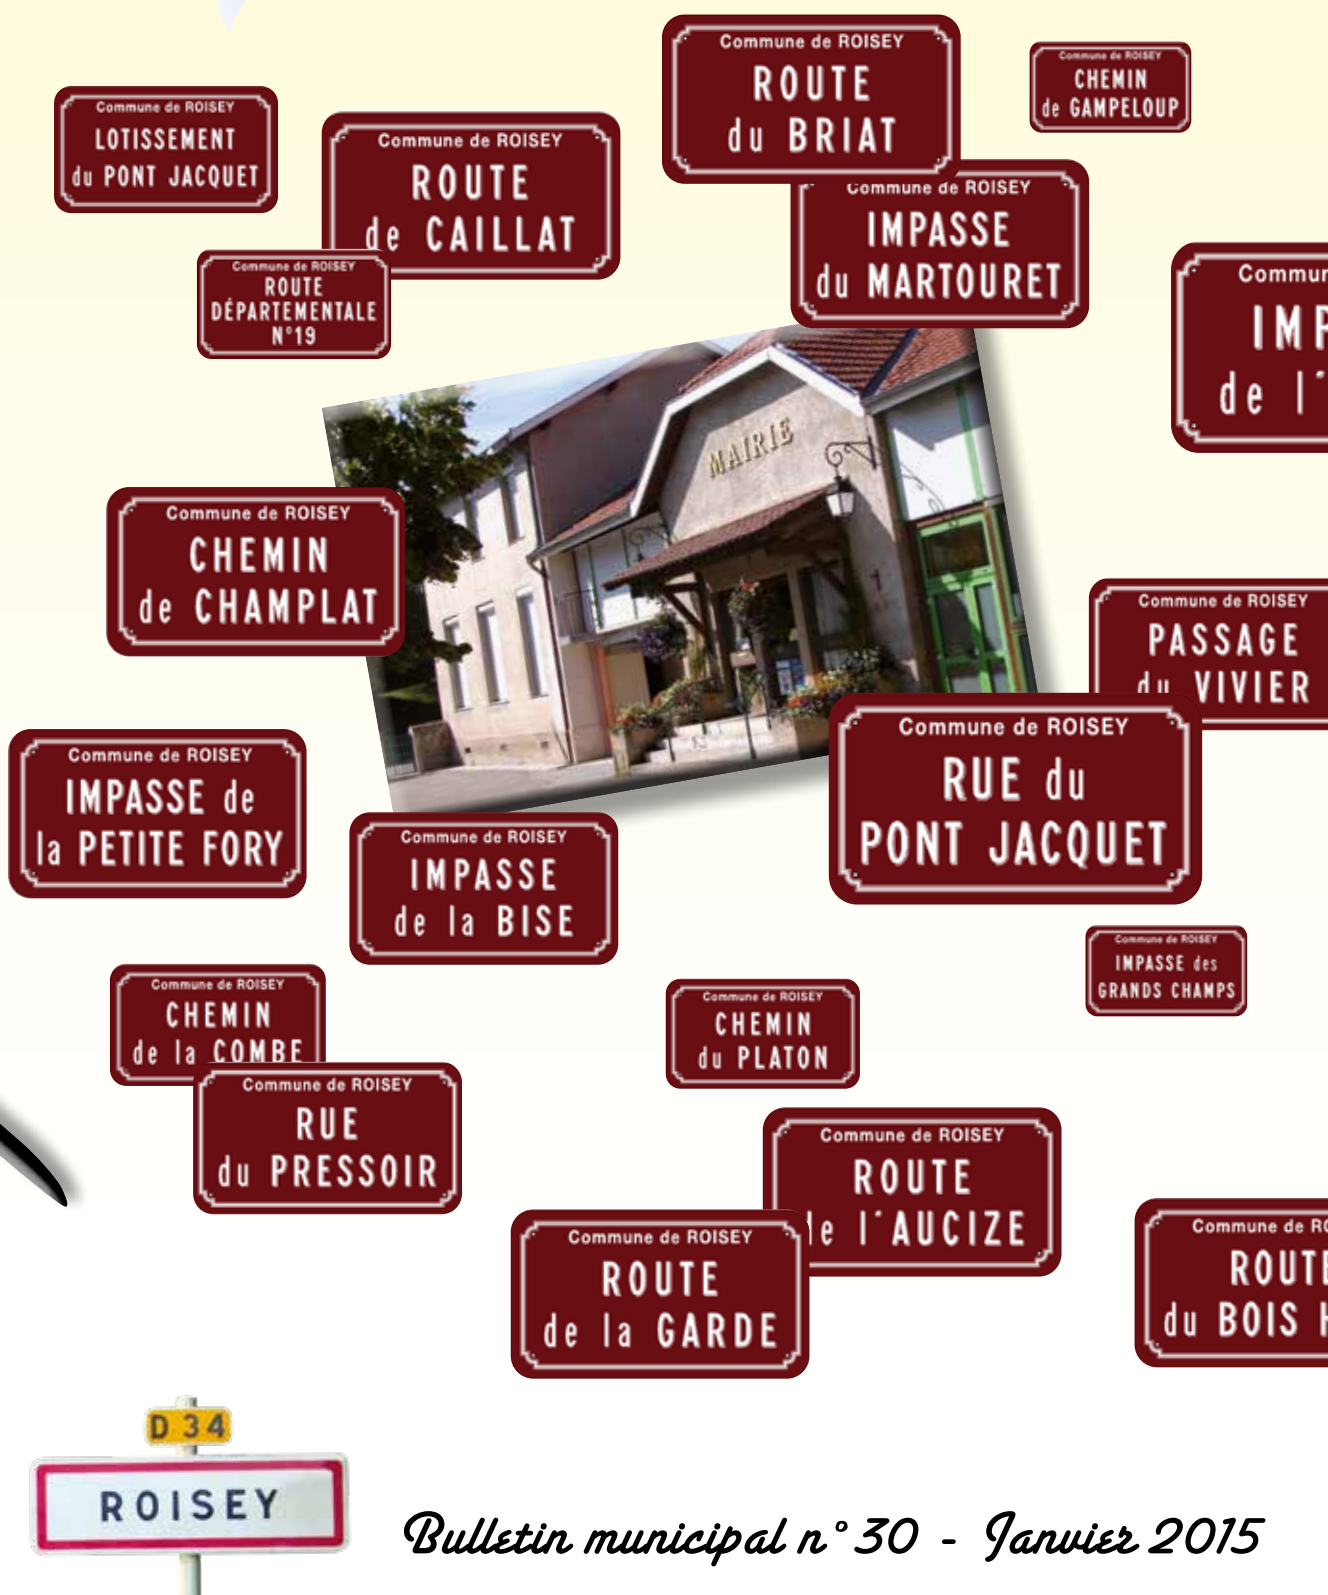 Commune de ROISEY
ROUTE
du BRIAT
Commune de ROISEY
CHEMIN
de GAMPELOUP
Commune de ROISEY
LOTISSEMENT
du PONT JACQUET
Commune de ROISEY
ROUTE
de CAILLAT
Commune de ROISEY
IMPASSE
du MARTOURET
Commune de ROISEY
ROUTE
DÉPARTEMENTALE
N°19
de l'
MAIRIE
Commune de ROISEY
CHEMIN
de CHAMPLAT
Commune de ROISEY
PASSAGE
du VIVIER
Commune de ROISEY
RUE du
PONT JACQUET
Commune de ROISEY
IMPASSE de
la PETITE FORY
Commune de ROISEY
IMPASSE
de la BISE
Commune de ROISEY
IMPASSE des
GRANDS CHAMPS
Commune de ROISEY
CHEMIN
de la COMBE
Commune de ROISEY
CHEMIN
du PLATON
Commune de ROISEY
RUE
du PRESSOIR
Commune de ROISEY
ROUTE
de l'AUCIZE
Commune de ROISEY
ROUTE
de la GARDE
Commune de
ROUTE
du BOIS
D 34
ROISEY
Bulletin municipal n° 30 - Janvier 2015